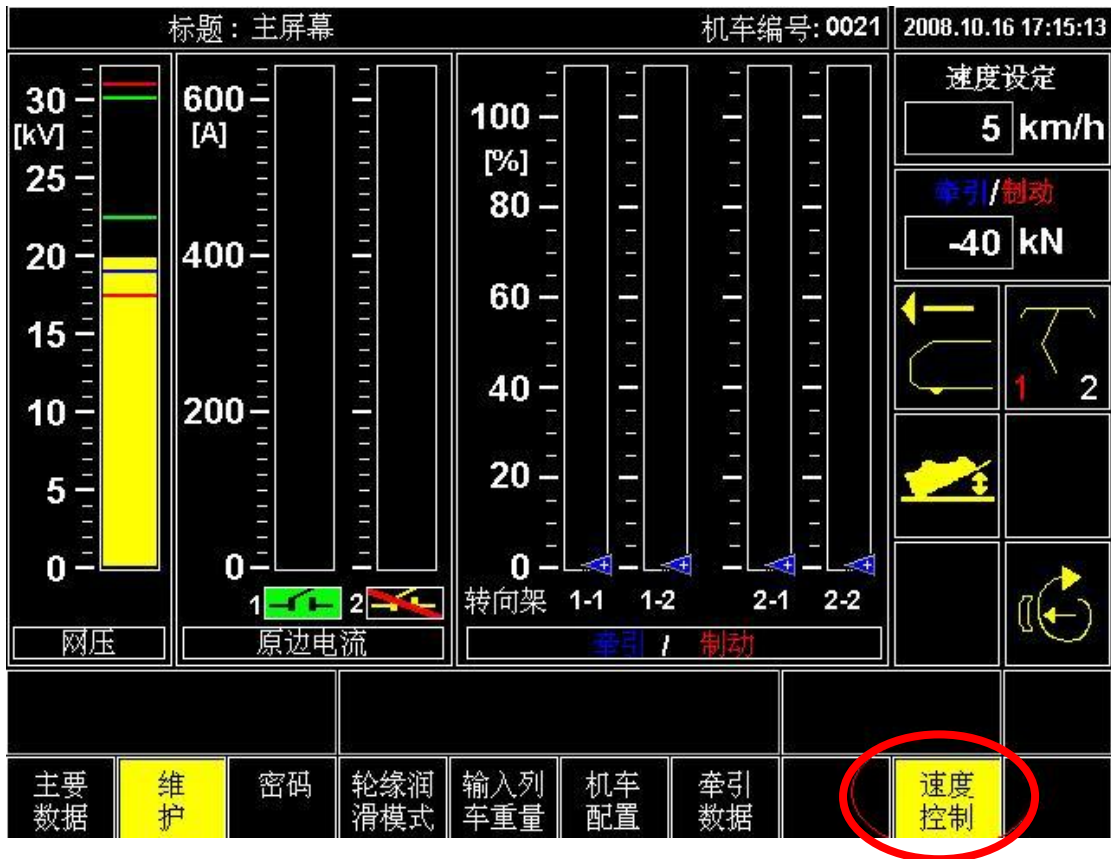 标题：主屏幕
机车编号: 0021
2008.10.16 17:15:13
30
[kV]
25
20
15
10
5
0
网压
600
[A]
400
200
0
1
2
原边电流
100
[%]
80
60
40
20
0
转向架 1-1 1-2 2-1 2-2
牵引 / 制动
速度设定
5 km/h
牵引/制动
-40 kN
1 2
主要
数据
维
护
密码
轮缘润
滑模式
输入列
车重量
机车
配置
牵引
数据
速度
控制